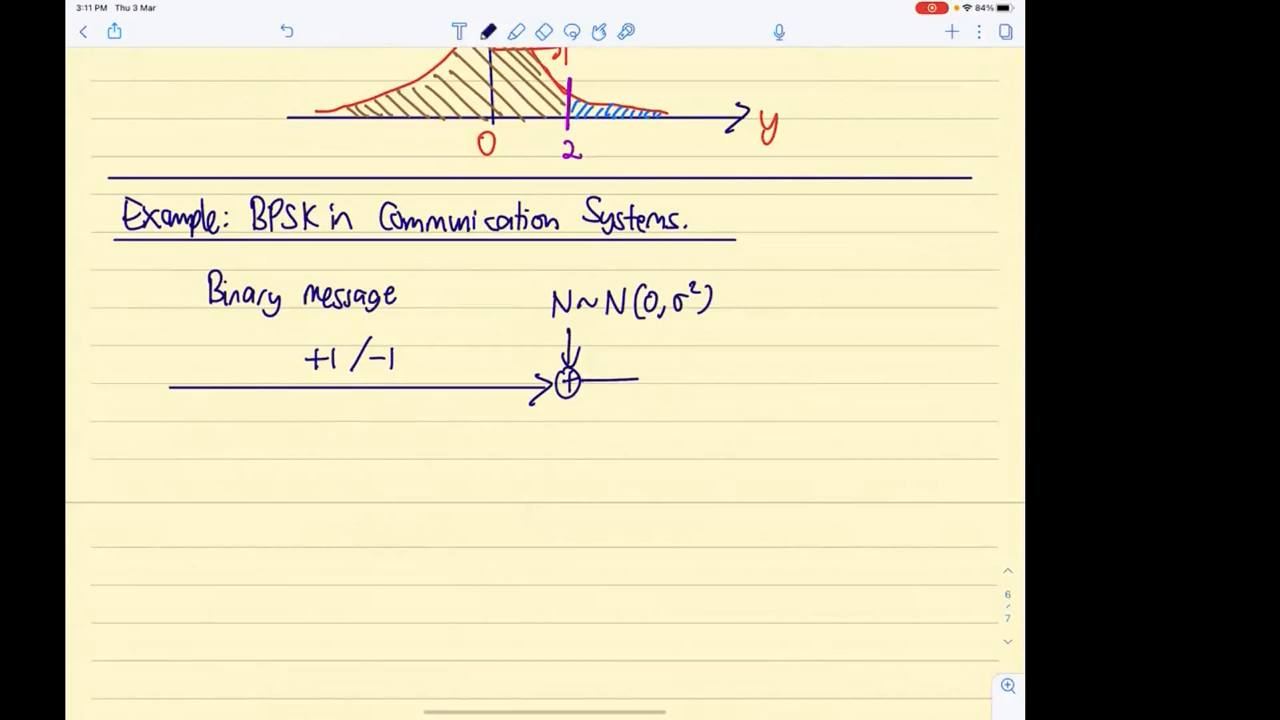 3:11 PM Thu 3 Mar
84%
T
1
y
0
2
Example: BPSK in Communication Systems.
Binary message
N~N(0,σ²)
+1/-1
+
6
/
7